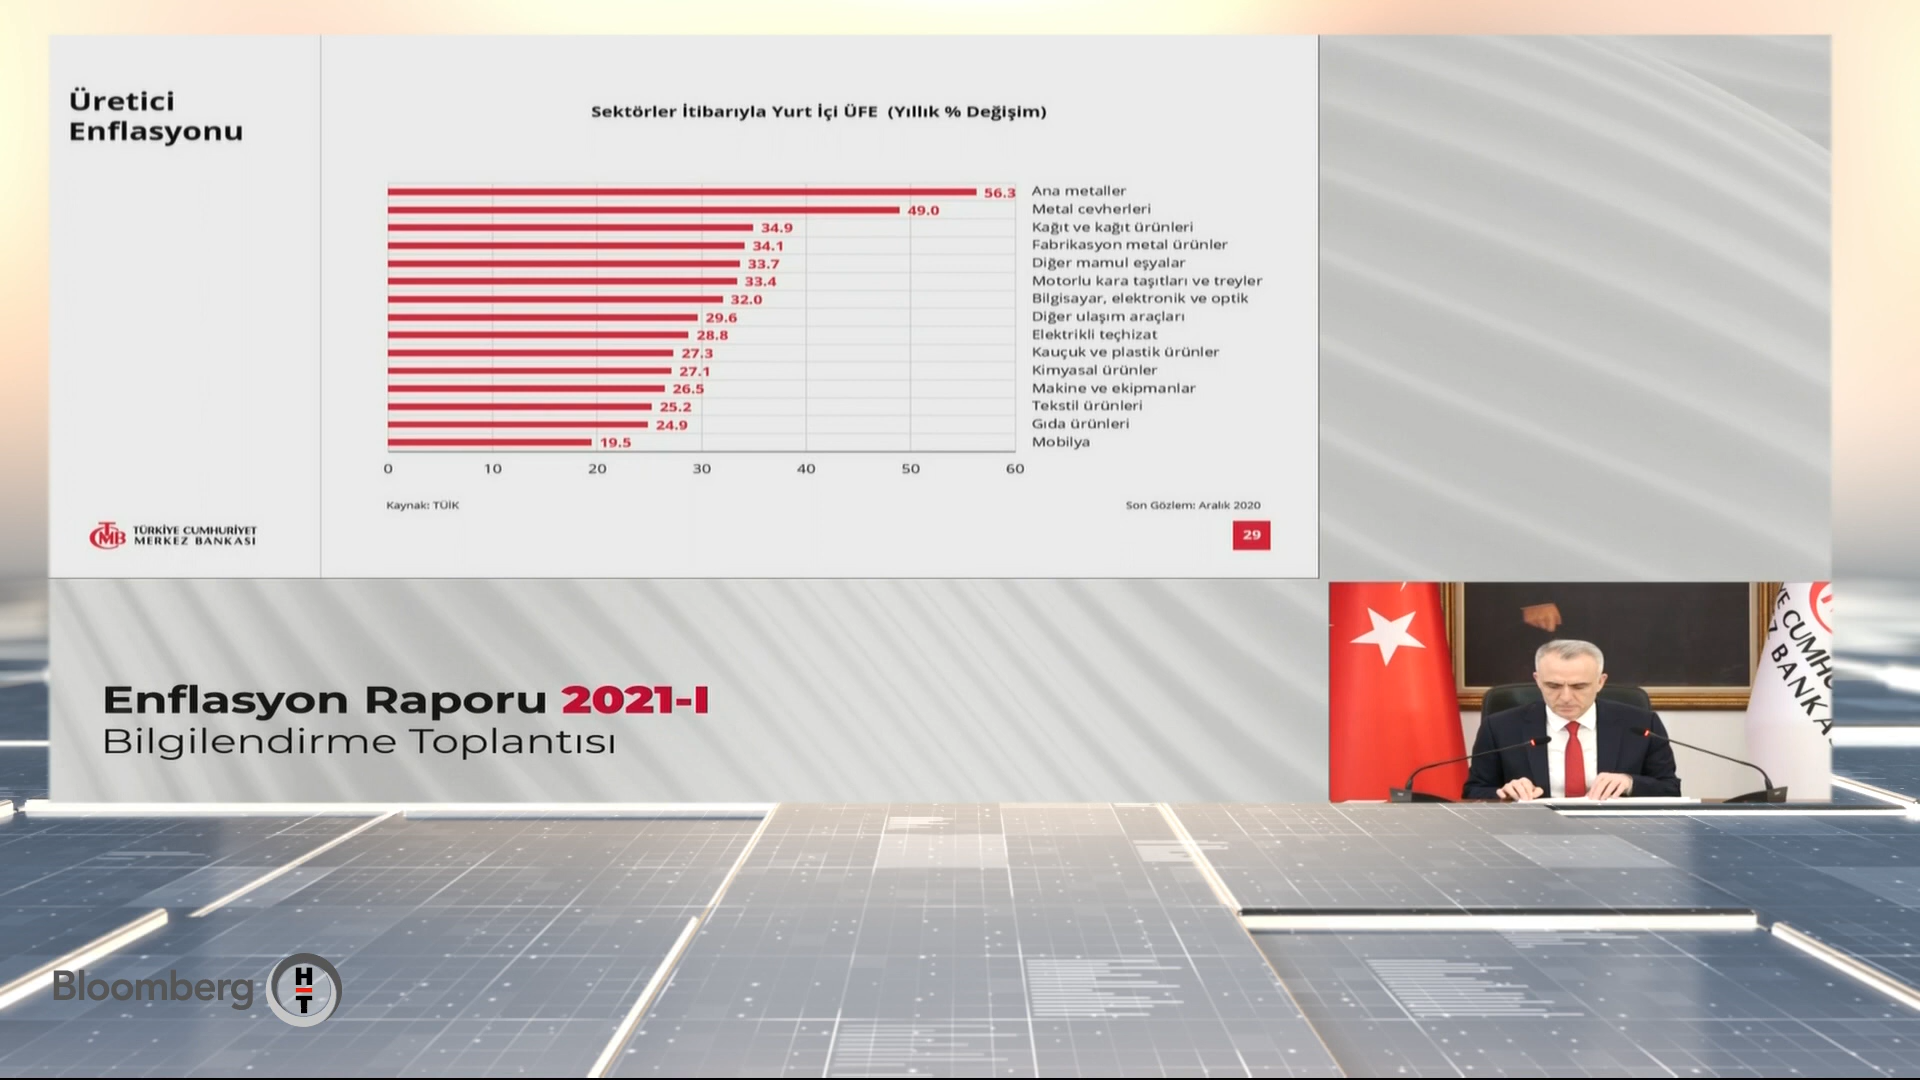 Üretici
Enflasyonu
Sektörler İtibarıyla Yurt İçi ÜFE (Yıllık % Değişim)
56.3 Ana metaller
49.0 Metal cevherleri
34.9 Kağıt ve kağıt ürünleri
34.1 Fabrikasyon metal ürünler
33.7 Diğer mamul eşyalar
33.4 Motorlu kara taşıtları ve treyler
32.0 Bilgisayar, elektronik ve optik
29.6 Diğer ulaşım araçları
28.8 Elektrikli teçhizat
27.3 Kauçuk ve plastik ürünler
27.1 Kimyasal ürünler
26.5 Makine ve ekipmanlar
25.2 Tekstil ürünleri
24.9 Gıda ürünleri
19.5 Mobilya
0 10 20 30 40 50 60
Kaynak: TÜİK
Son Gözlem: Aralık 2020
TCMB TÜRKİYE CUMHURİYET
MERKEZ BANKASI
29
Enflasyon Raporu 2021-I
Bilgilendirme Toplantısı
Bloomberg HT